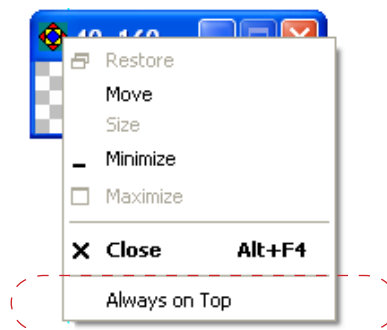 Restore
Move
Size
Minimize
Maximize
Close Alt+F4
Always on Top